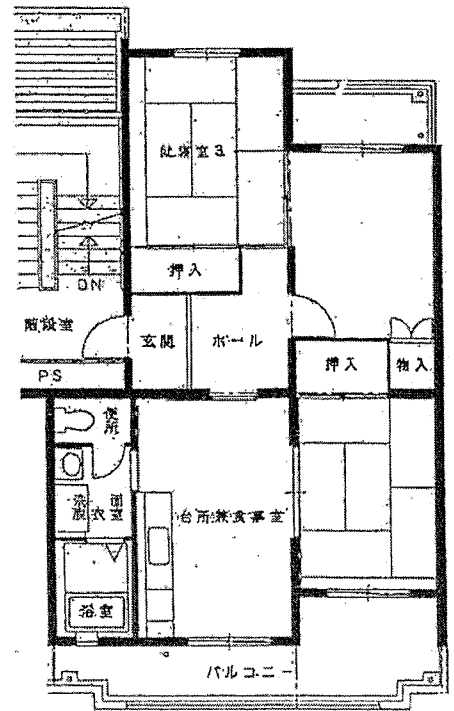 就寝室3
押入
DN
階段室
玄関
ホール
押入
物入
PS
便所
洗面
脱衣室
台所兼食事室
浴室
バルコニー